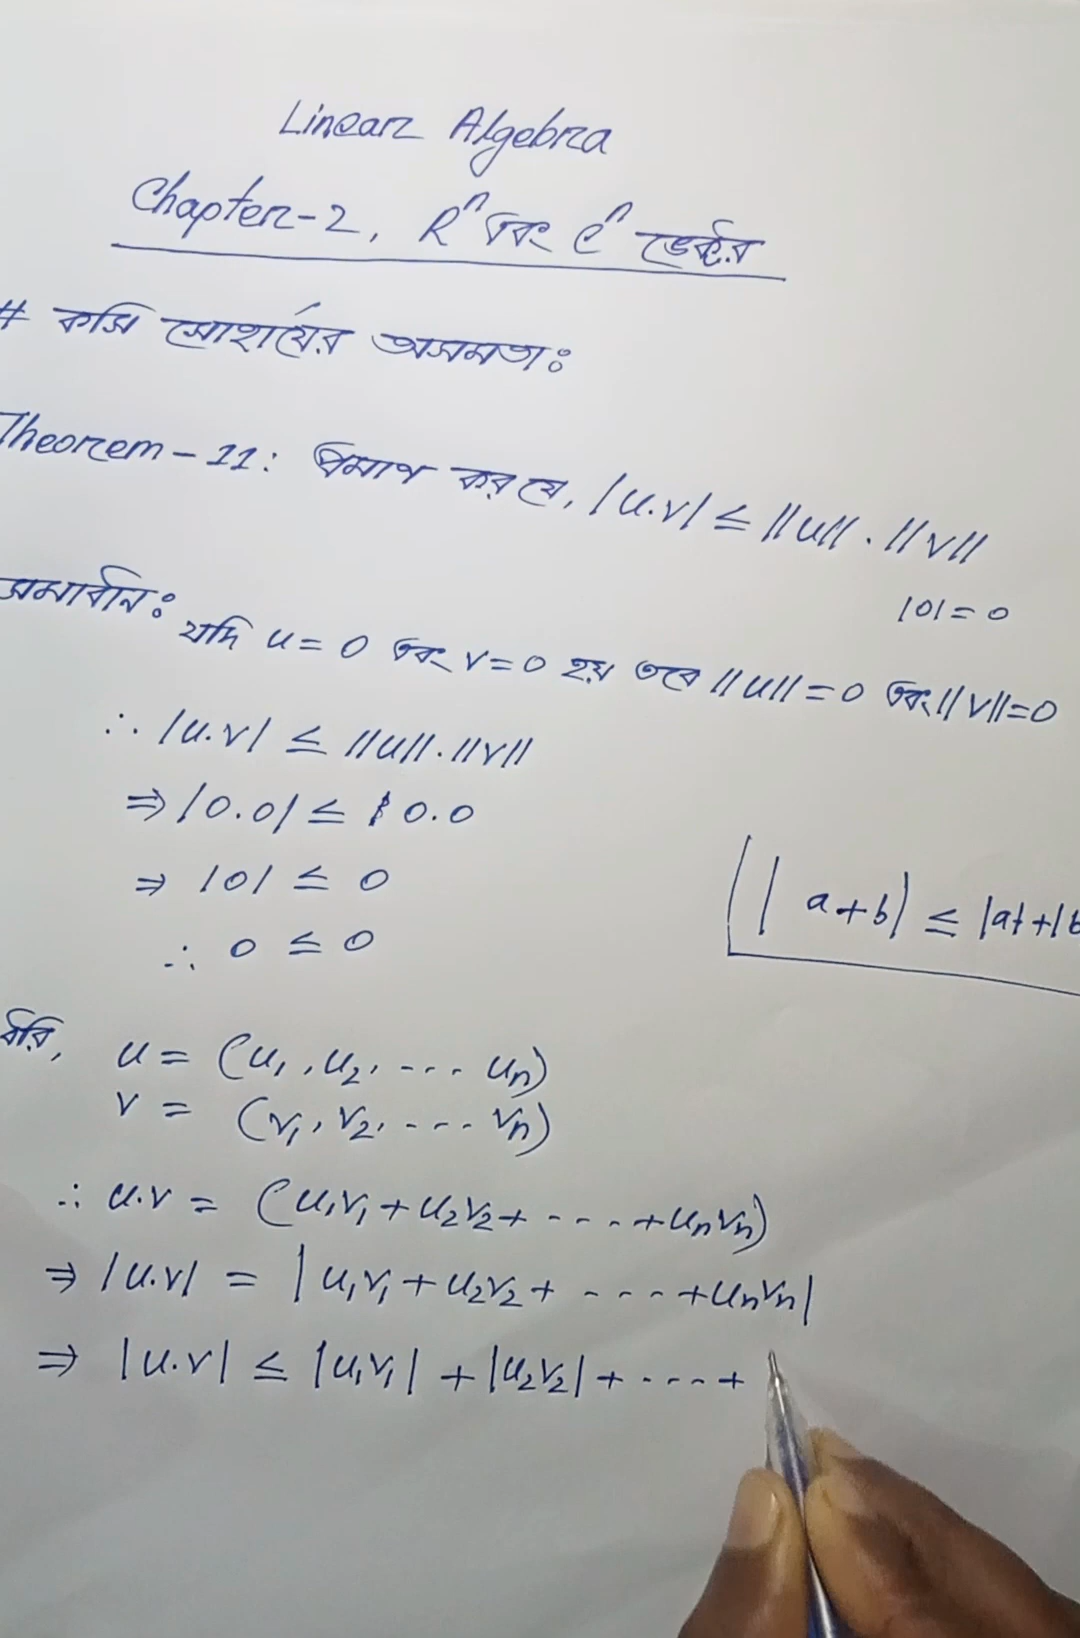 Linear Algebra
Chapter-2, Rⁿ এবং Cⁿ ভেক্টর
# কসি সোহার্যের অসমতাঃ
Theorem-11: প্রমাণ কর যে, |u.v| ≤ ||u|| . ||v||
|0| = 0
সমাধানঃ
যদি u = 0 এবং v = 0 হয় তবে ||u|| = 0 এবং ||v|| = 0
∴ |u.v| ≤ ||u|| . ||v||
⇒ |0.0| ≤ 0.0
⇒ |0| ≤ 0
∴ 0 ≤ 0
|a+b| ≤ |a|+|b
ধরি, u = (u₁, u₂, ---- uₙ)
v = (v₁, v₂, ---- vₙ)
∴ u.v = (u₁v₁ + u₂v₂ + ---- + uₙvₙ)
⇒ |u.v| = |u₁v₁ + u₂v₂ + ---- + uₙvₙ|
⇒ |u.v| ≤ |u₁v₁| + |u₂v₂| + ---- +